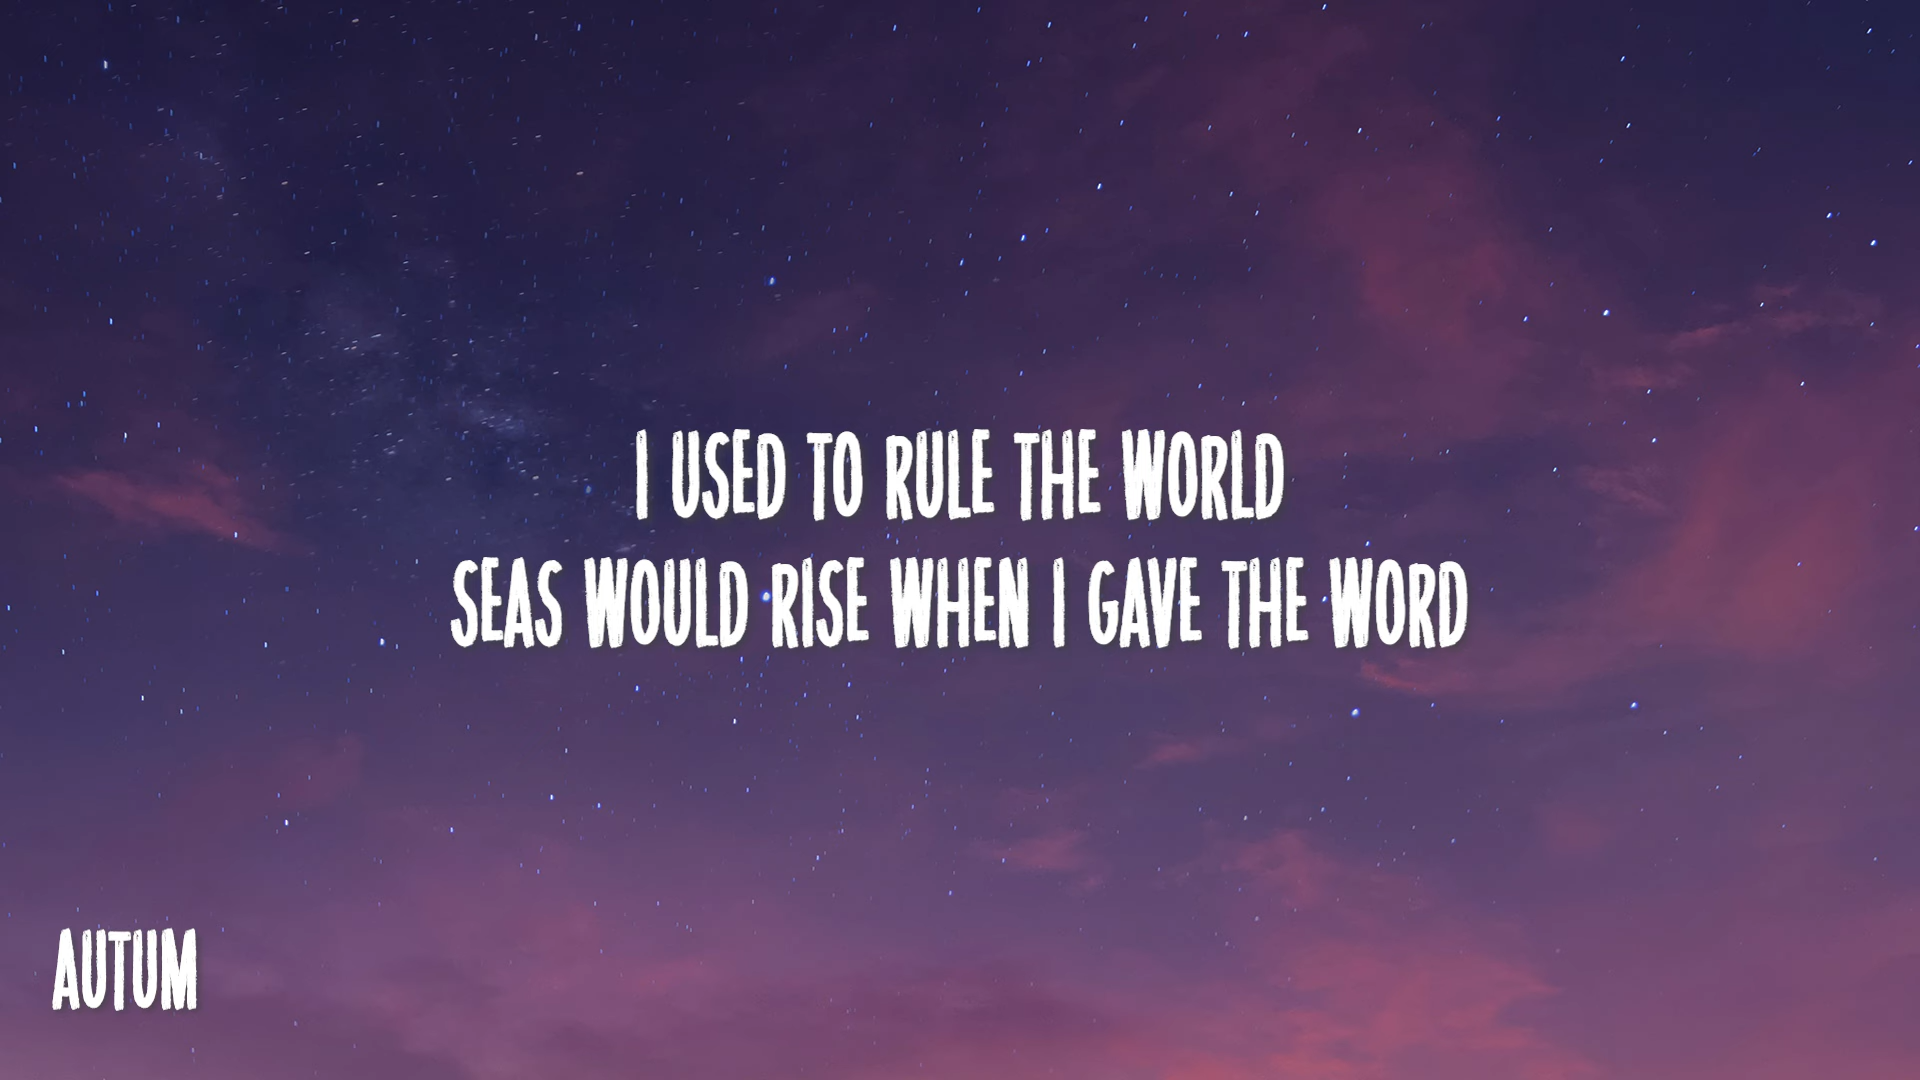 I USED TO RULE THE WORLD
SEAS WOULD RISE WHEN I GAVE THE WORD
AUTUM